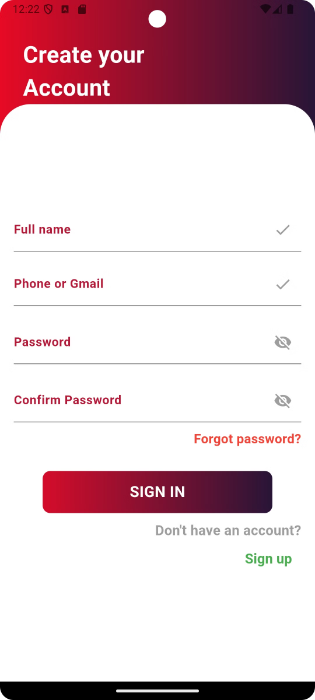 12:22
Create your
Account
Full name
Phone or Gmail
Password
Confirm Password
Forgot password?
SIGN IN
Don't have an account?
Sign up